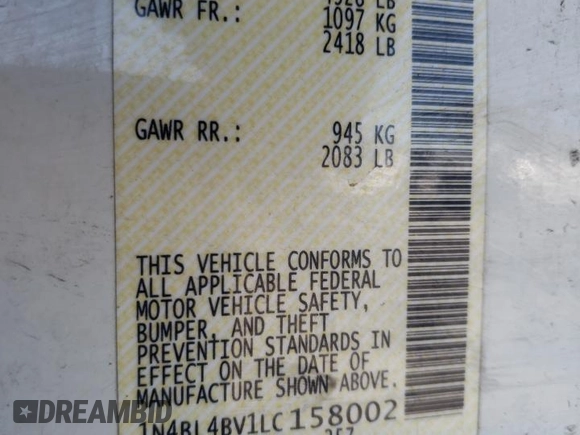 GAWR FR.: 1097 KG
2418 LB
GAWR RR.: 945 KG
2083 LB
THIS VEHICLE CONFORMS TO
ALL APPLICABLE FEDERAL
MOTOR VEHICLE SAFETY,
BUMPER, AND THEFT
PREVENTION STANDARDS IN
EFFECT ON THE DATE OF
MANUFACTURE SHOWN ABOVE.
1N4BL4BV1LC158002
DREAMBID